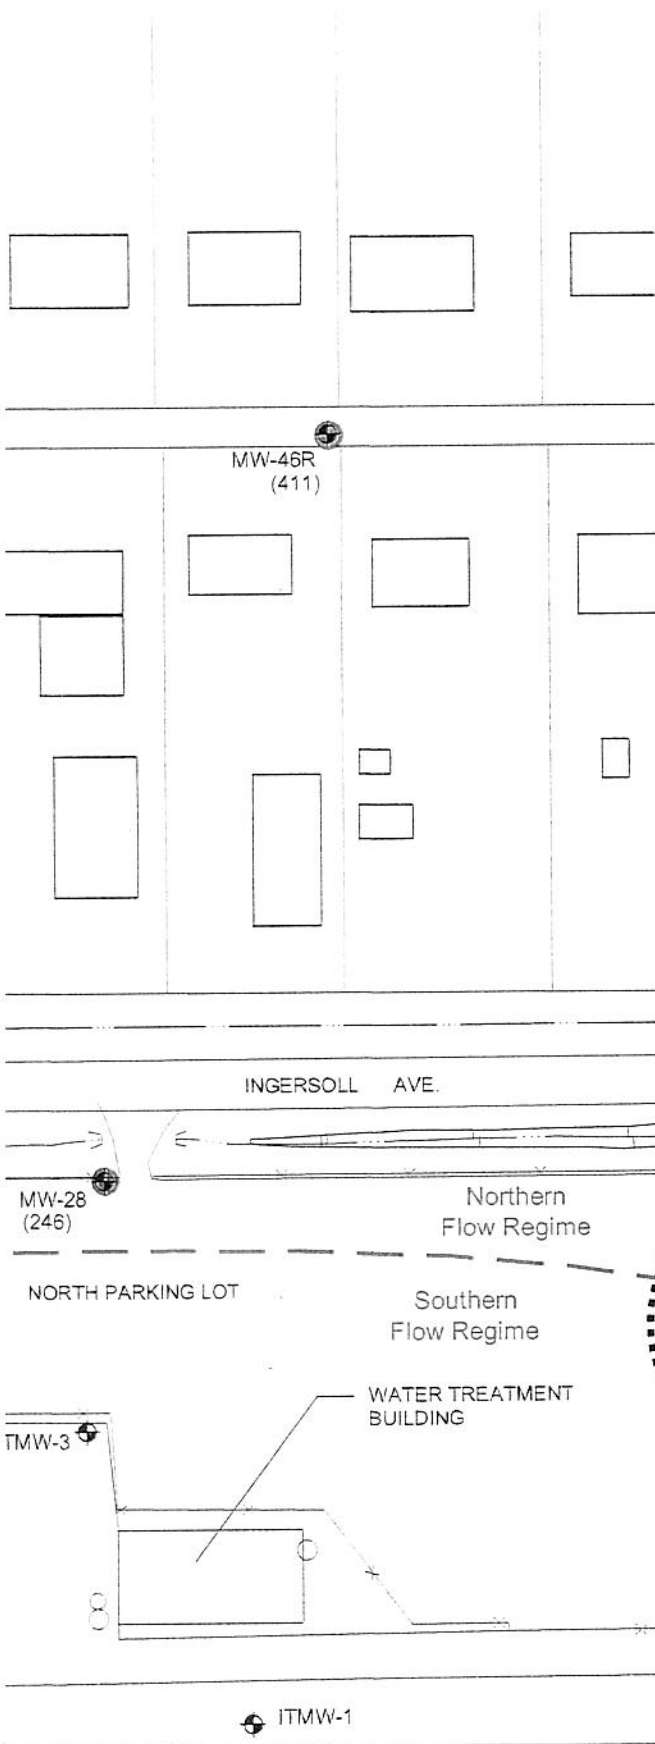 MW-46R
(411)
INGERSOLL AVE.
MW-28
(246)
Northern
Flow Regime
NORTH PARKING LOT
Southern
Flow Regime
WATER TREATMENT
BUILDING
TMW-3
ITMW-1